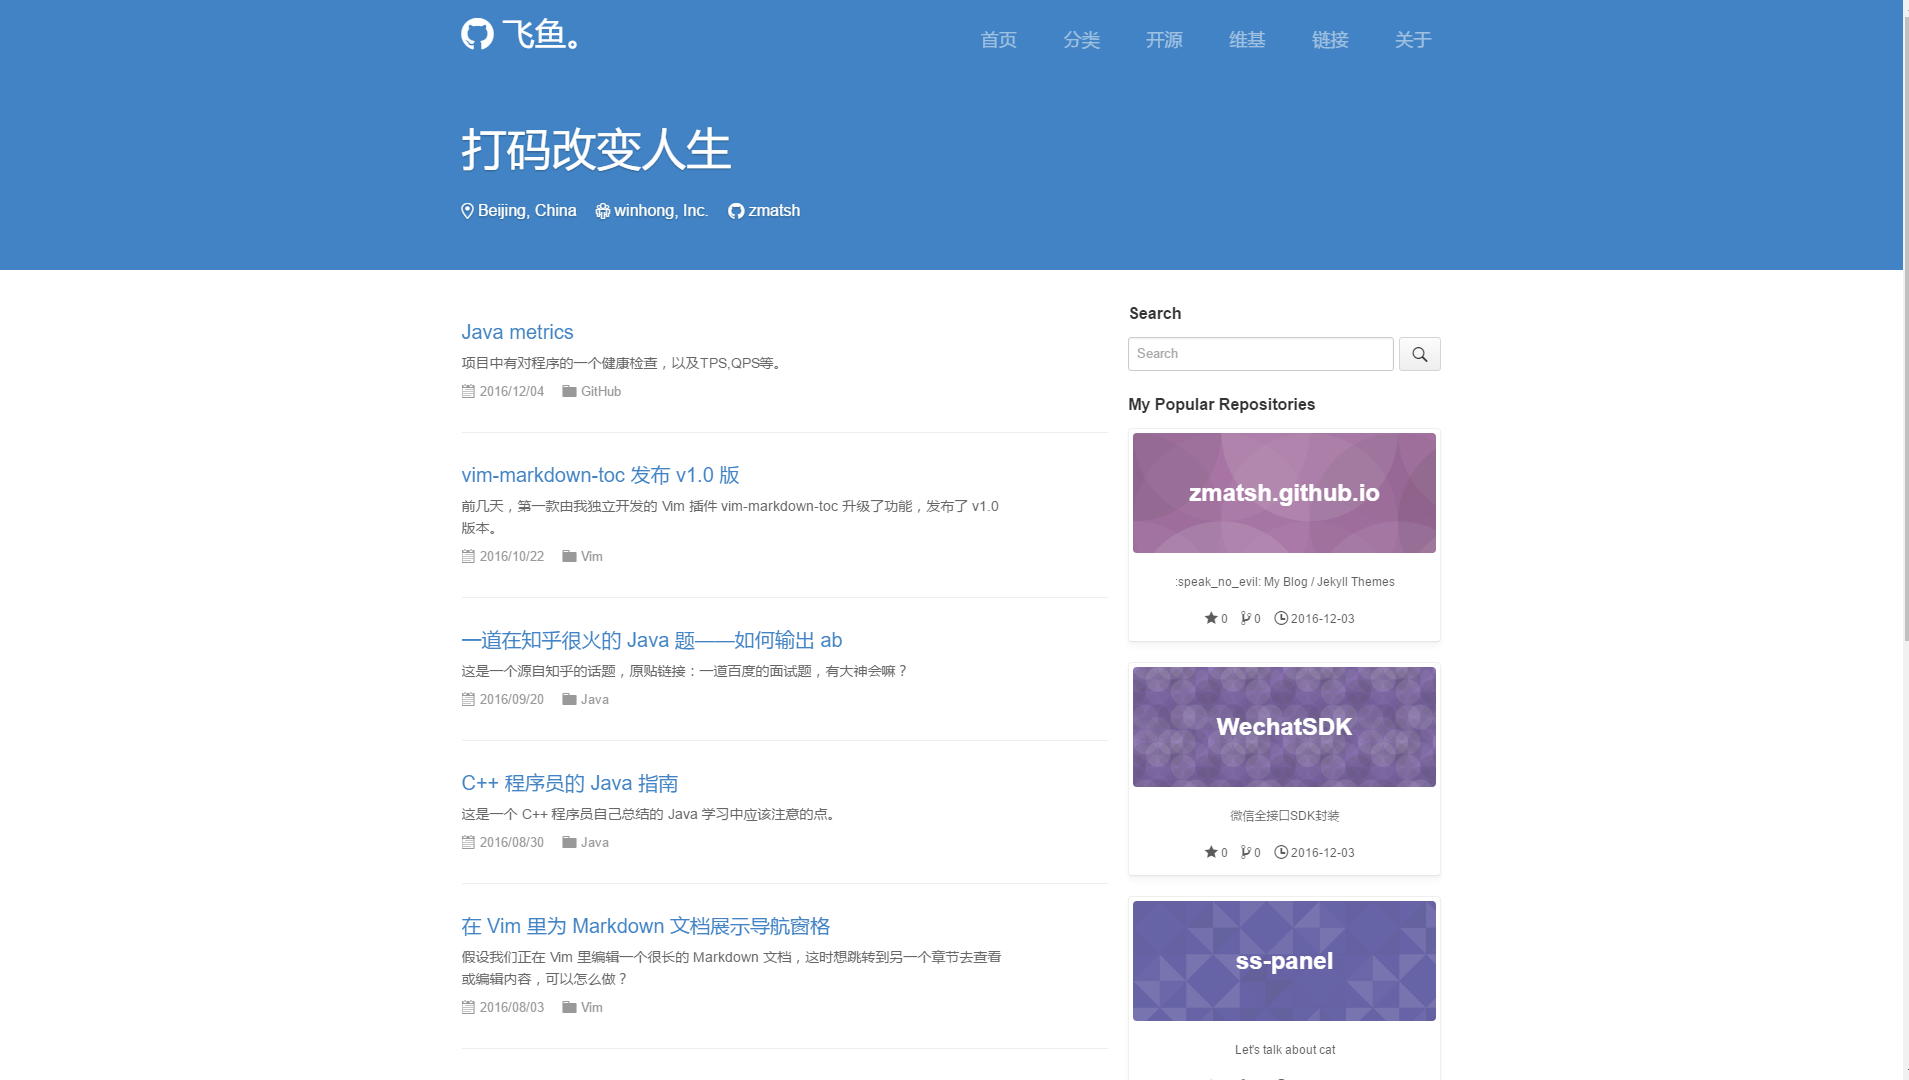 飞鱼。
首页 分类 开源 维基 链接 关于
打码改变人生
Beijing, China winhong, Inc. zmatsh
Java metrics
项目中有对程序的一个健康检查，以及TPS,QPS等。
2016/12/04 GitHub
vim-markdown-toc 发布 v1.0 版
前几天，第一款由我独立开发的 Vim 插件 vim-markdown-toc 升级了功能，发布了 v1.0
版本。
2016/10/22 Vim
一道在知乎很火的 Java 题——如何输出 ab
这是一个源自知乎的话题，原贴链接：一道百度的面试题，有大神会嘛？
2016/09/20 Java
C++ 程序员的 Java 指南
这是一个 C++ 程序员自己总结的 Java 学习中应该注意的点。
2016/08/30 Java
在 Vim 里为 Markdown 文档展示导航窗格
假设我们正在 Vim 里编辑一个很长的 Markdown 文档，这时想跳转到另一个章节去查看
或编辑内容，可以怎么做？
2016/08/03 Vim
Search
Search
My Popular Repositories
zmatsh.github.io
:speak_no_evil: My Blog / Jekyll Themes
0 0 2016-12-03
WechatSDK
微信全接口SDK封装
0 0 2016-12-03
ss-panel
Let's talk about cat